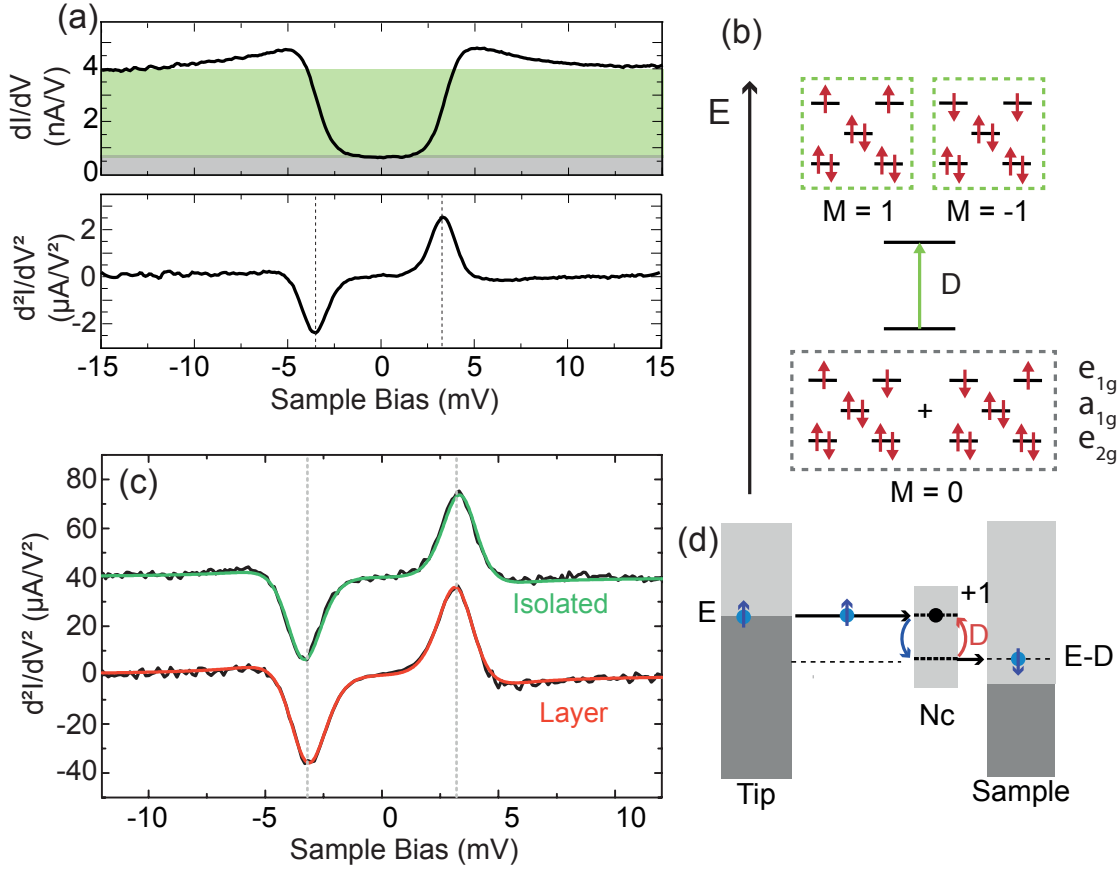 (a)
dI/dV
(nA/V)
4
2
0
d²I/dV²
(µA/V²)
2
0
-2
-15
-10
-5
0
5
10
15
Sample Bias (mV)
(b)
E
M = 1
M = -1
D
+
e1g
a1g
e2g
M = 0
(c)
d²I/dV² (µA/V²)
80
60
40
20
0
-20
-40
Isolated
Layer
-10
-5
0
5
10
Sample Bias (mV)
(d)
E
+1
D
E-D
Nc
Tip
Sample